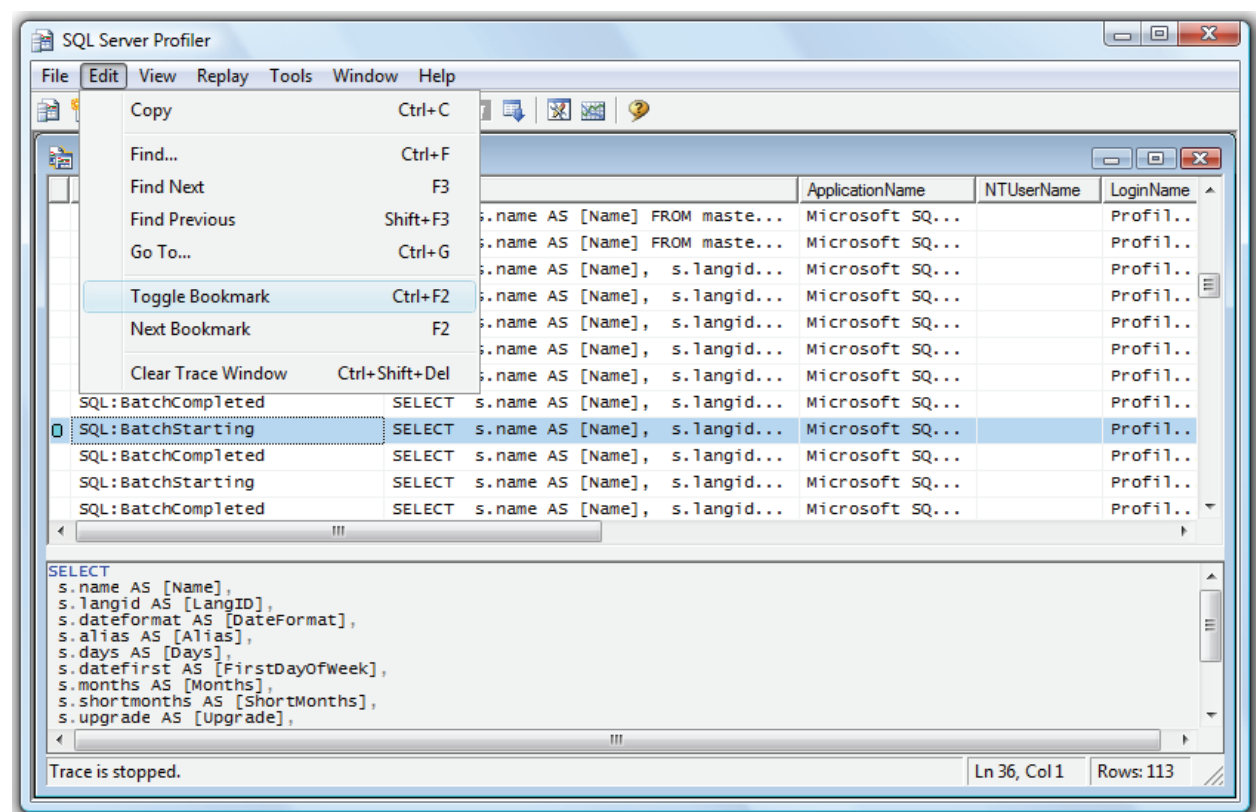 SQL Server Profiler
File Edit View Replay Tools Window Help
Copy Ctrl+C
Find... Ctrl+F
Find Next F3
Find Previous Shift+F3
Go To... Ctrl+G
Toggle Bookmark Ctrl+F2
Next Bookmark F2
Clear Trace Window Ctrl+Shift+Del
ApplicationName NTUserName LoginName
s.name AS [Name] FROM maste... Microsoft SQ... Profil..
s.name AS [Name] FROM maste... Microsoft SQ... Profil..
s.name AS [Name], s.langid... Microsoft SQ... Profil..
s.name AS [Name], s.langid... Microsoft SQ... Profil..
s.name AS [Name], s.langid... Microsoft SQ... Profil..
s.name AS [Name], s.langid... Microsoft SQ... Profil..
s.name AS [Name], s.langid... Microsoft SQ... Profil..
SQL:BatchCompleted SELECT s.name AS [Name], s.langid... Microsoft SQ... Profil..
SQL:BatchStarting SELECT s.name AS [Name], s.langid... Microsoft SQ... Profil..
SQL:BatchCompleted SELECT s.name AS [Name], s.langid... Microsoft SQ... Profil..
SQL:BatchStarting SELECT s.name AS [Name], s.langid... Microsoft SQ... Profil..
SQL:BatchCompleted SELECT s.name AS [Name], s.langid... Microsoft SQ... Profil..
SELECT
s.name AS [Name],
s.langid AS [LangID],
s.dateformat AS [DateFormat],
s.alias AS [Alias],
s.days AS [Days],
s.datefirst AS [FirstDayOfWeek],
s.months AS [Months],
s.shortmonths AS [ShortMonths],
s.upgrade AS [Upgrade],
Trace is stopped. Ln 36, Col 1 Rows: 113